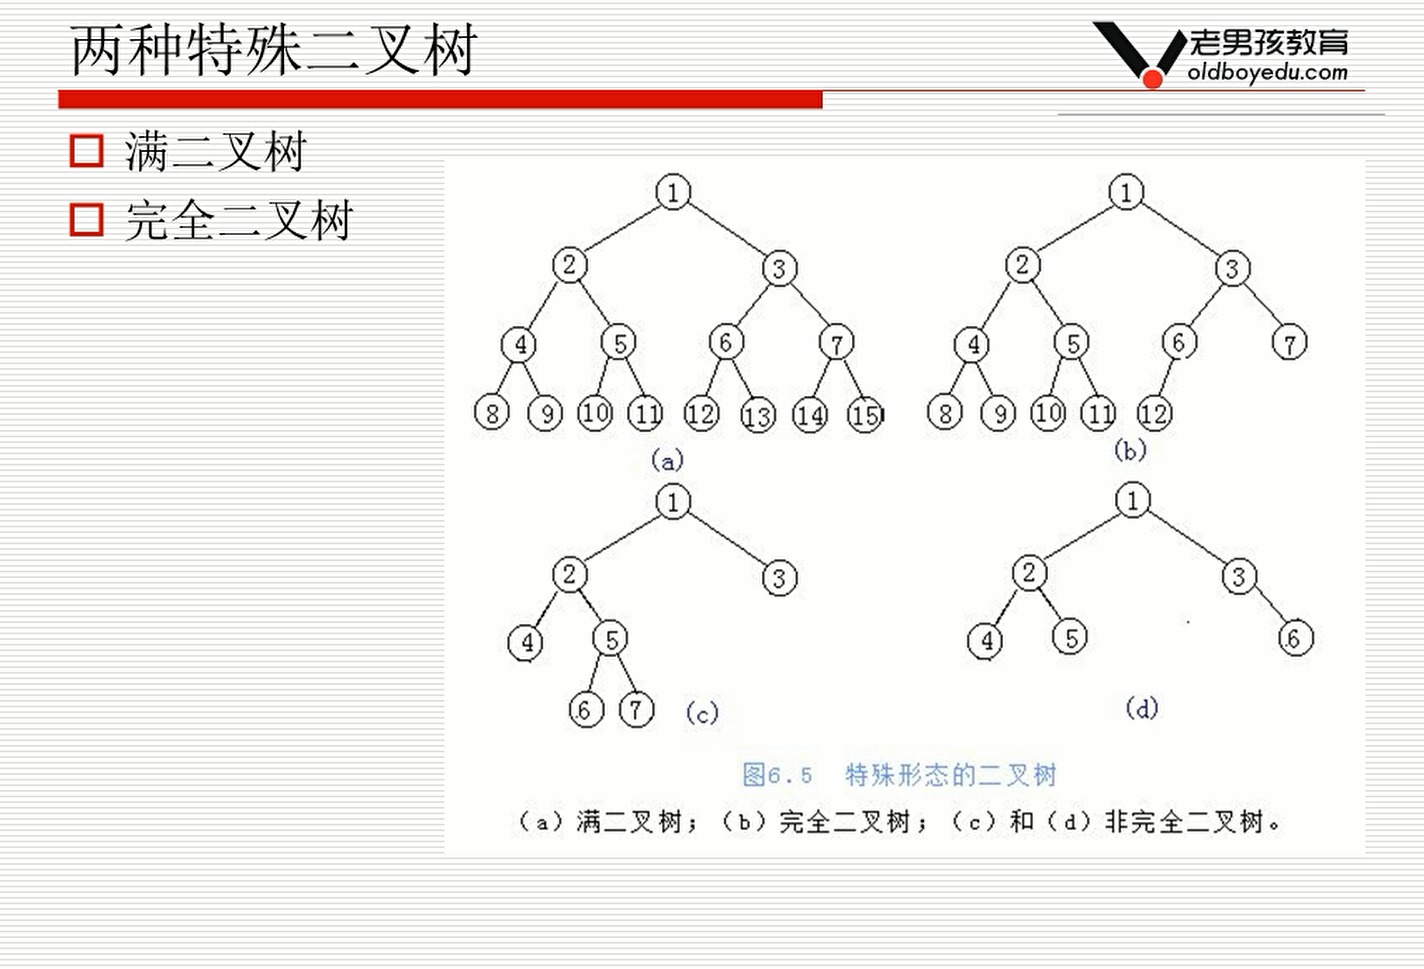 两种特殊二叉树
老男孩教育
oldboyedu.com
满二叉树
完全二叉树
1
2 3
4 5 6 7
8 9 10 11 12 13 14 15
(a)
1
2 3
4 5 6 7
8 9 10 11 12
(b)
1
2 3
4 5
6 7
(c)
1
2 3
4 5 6
(d)
图6.5 特殊形态的二叉树
(a)满二叉树;(b)完全二叉树;(c)和(d)非完全二叉树。